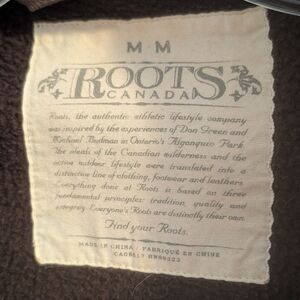 M · M
ROOTS
CANADA
Roots, the authentic athletic lifestyle company
was inspired by the experiences of Don Green and
Michael Budman in Ontario's Algonquin Park.
The ideals of the Canadian wilderness and the
active outdoor lifestyle were translated into a
distinctive line of clothing, footwear and leathers.
Everything done at Roots is based on three
fundamental principles: tradition, quality and
integrity. Everyone's Roots are distinctly their own.
Find your Roots.
MADE IN CHINA / FABRIQUÉ EN CHINE